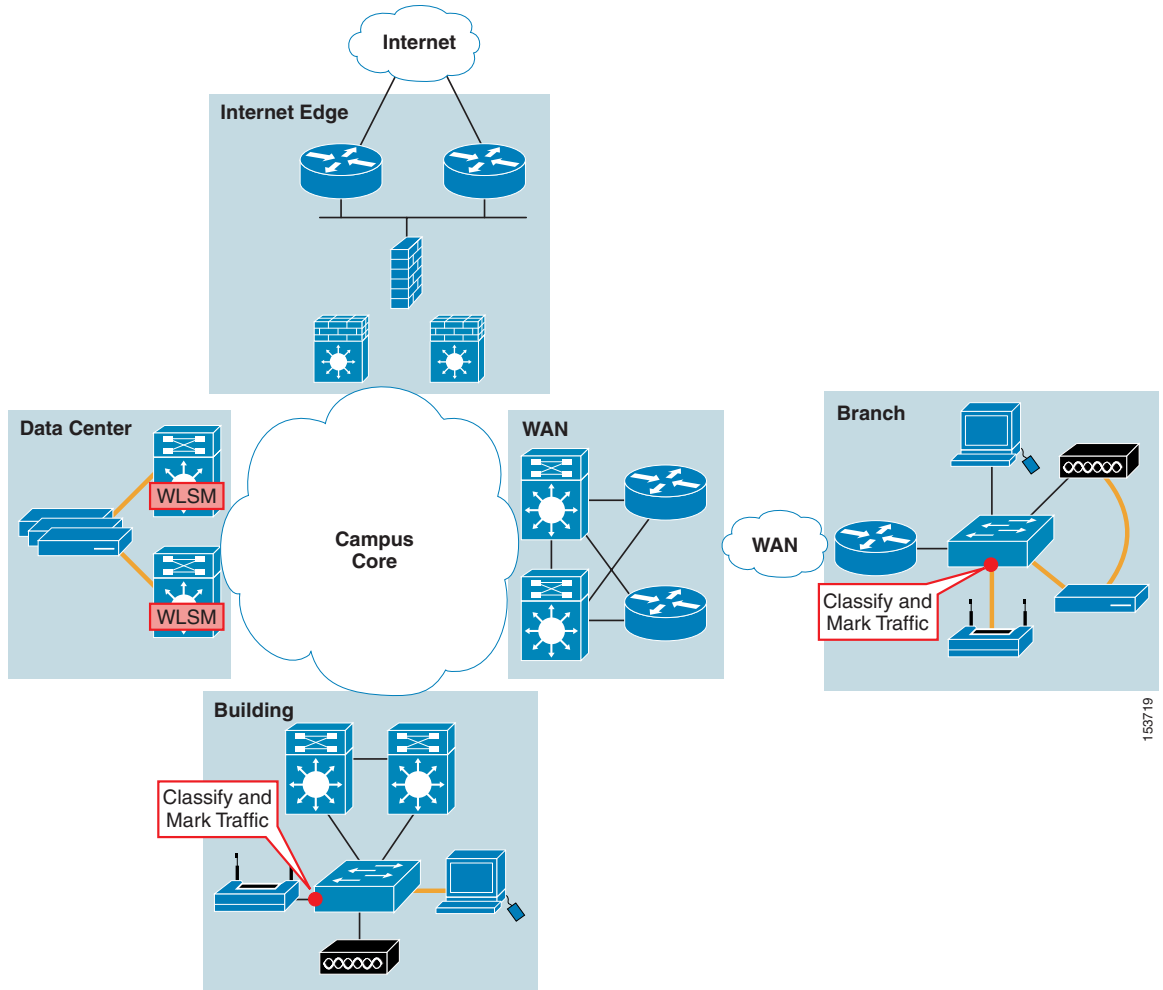 Internet
Internet Edge
Data Center
WLSM
WLSM
Campus
Core
WAN
WAN
Branch
Classify and
Mark Traffic
Building
Classify and
Mark Traffic
153719